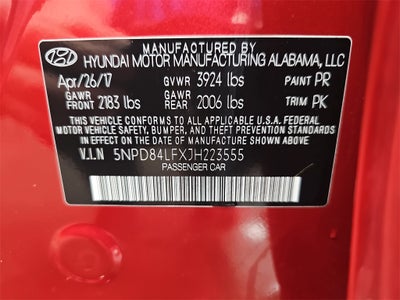 HYUNDAI MOTOR MANUFACTURING ALABAMA, LLC
Apr/26/17 GVWR 3924 lbs PAINT PR
GAWR FRONT 2183 lbs GAWR REAR 2006 lbs TRIM PK
THIS VEHICLE CONFORMS TO ALL APPLICABLE U.S.A. FEDERAL
MOTOR VEHICLE SAFETY, BUMPER, AND THEFT PREVENTION STANDARDS
IN EFFECT ON THE DATE OF MANUFACTURE SHOWN ABOVE.
V.I.N 5NPD84LFXJH223555
PASSENGER CAR